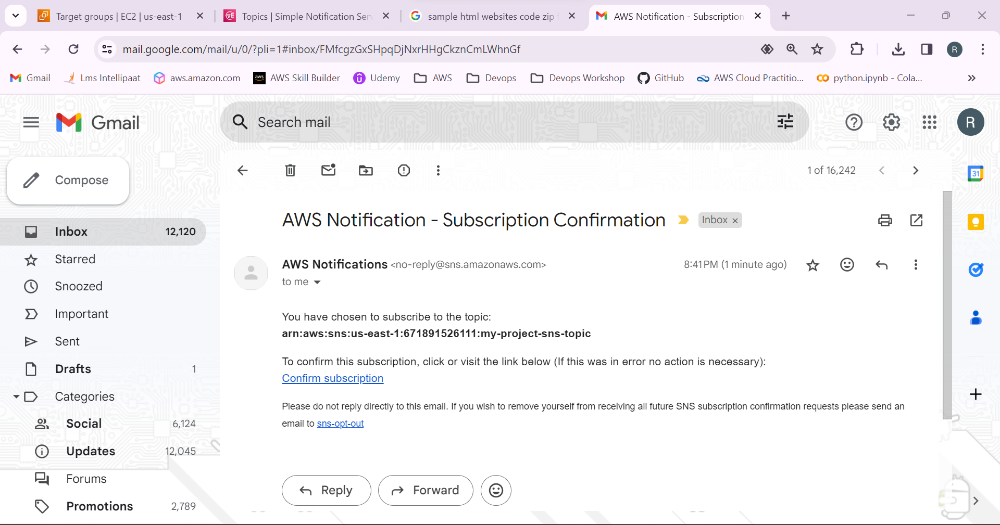 Target groups | EC2 | us-east-1
Topics | Simple Notification Serv
sample html websites code zip f
AWS Notification - Subscription
mail.google.com/mail/u/0/?pli=1#inbox/FMfcgzGxSHpqDjNxrHHgCkznCmLWhnGf
R
Gmail
Lms Intellipaat
aws.amazon.com
aws
AWS Skill Builder
Udemy
AWS
Devops
Devops Workshop
GitHub
AWS Cloud Practitio...
python.ipynb - Cola...
Gmail
Search mail
R
Compose
1 of 16,242
31
Inbox 12,120
Starred
Snoozed
Important
Sent
Drafts 1
Categories
Social 6,124
Updates 12,045
Forums
Promotions 2,789
AWS Notification - Subscription Confirmation
Inbox
AWS Notifications <no-reply@sns.amazonaws.com>
8:41 PM (1 minute ago)
to me
You have chosen to subscribe to the topic:
arn:aws:sns:us-east-1:671891526111:my-project-sns-topic
To confirm this subscription, click or visit the link below (If this was in error no action is necessary):
Confirm subscription
Please do not reply directly to this email. If you wish to remove yourself from receiving all future SNS subscription confirmation requests please send an
email to sns-opt-out
Reply
Forward